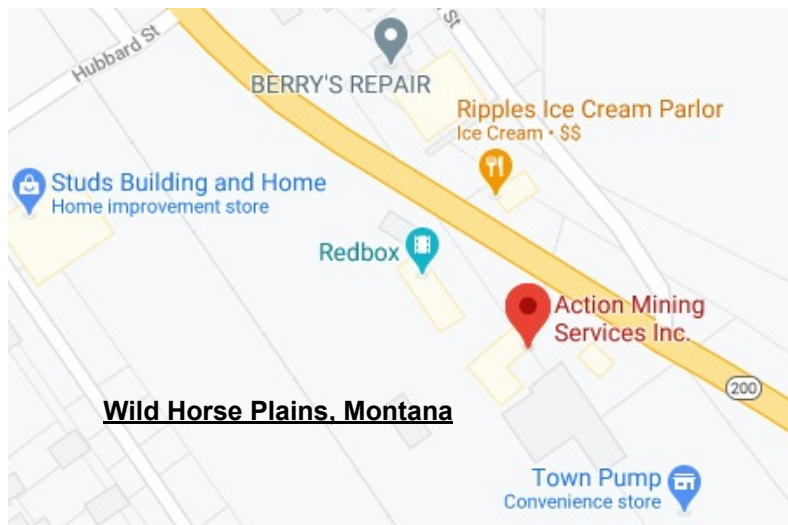 St
Hubbard St
BERRY'S REPAIR
Ripples Ice Cream Parlor
Ice Cream · $$
Studs Building and Home
Home improvement store
Redbox
Action Mining
Services Inc.
200
Wild Horse Plains, Montana
Town Pump
Convenience store